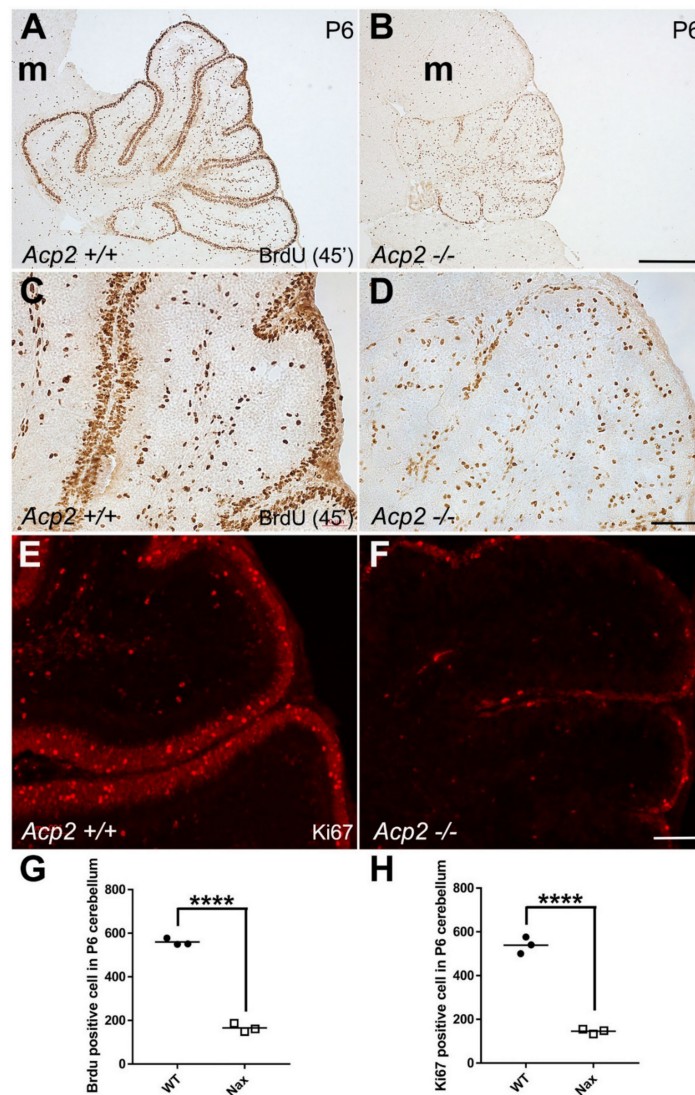 A P6 B P6
m m
Acp2 +/+ BrdU (45') Acp2 -/-
C D
Acp2 +/+ BrdU (45') Acp2 -/-
E F
Acp2 +/+ Ki67 Acp2 -/-
G H
Brdu positive cell in P6 cerebellum
800
600
400
200
0
****
WT Nax
Ki67 positive cell in P6 cerebellum
800
600
400
200
0
****
WT Nax